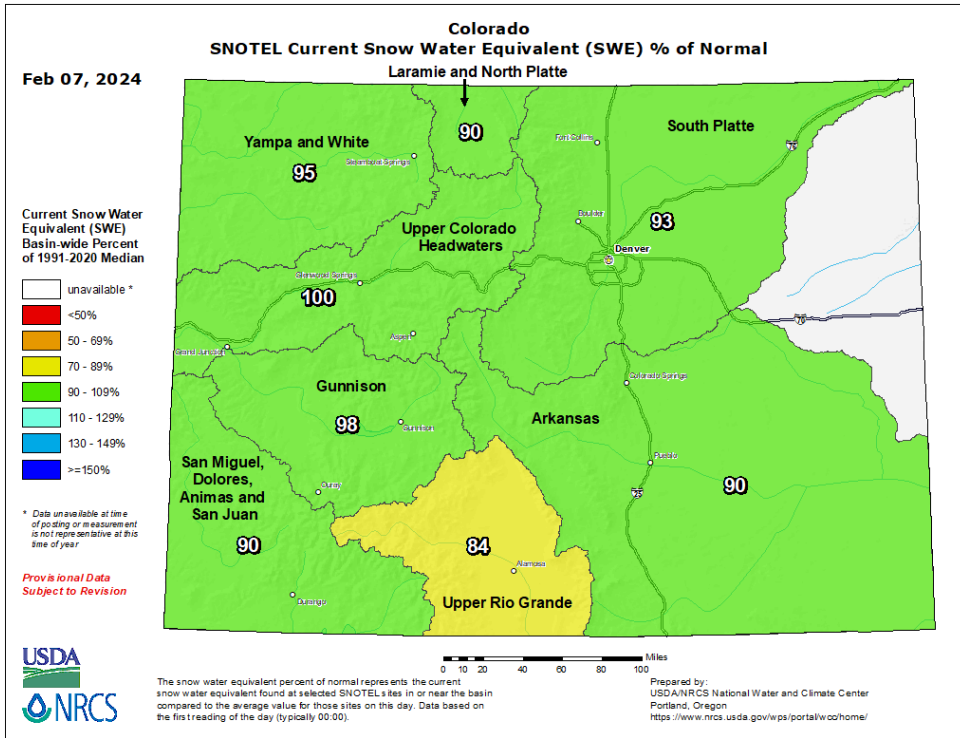 Colorado
SNOTEL Current Snow Water Equivalent (SWE) % of Normal
Feb 07, 2024
Laramie and North Platte
90
Yampa and White
95
Steamboat Springs
Fort Collins
South Platte
76
Current Snow Water
Equivalent (SWE)
Basin-wide Percent
of 1991-2020 Median
unavailable *
<50%
50 - 69%
70 - 89%
90 - 109%
110 - 129%
130 - 149%
>=150%
* Data unavailable at time
of posting or measurement
is not representative at this
time of year
Provisional Data
Subject to Revision
Upper Colorado
Headwaters
Boulder
93
Denver
Glenwood Springs
100
Aspen
Grand Junction
70
Gunnison
98
Gunnison
Colorado Springs
Arkansas
Pueblo
90
25
San Miguel,
Dolores,
Animas and
San Juan
90
Ouray
Durango
84
Alamosa
Upper Rio Grande
Miles
0 10 20 40 60 80 100
USDA
NRCS
The snow water equivalent percent of normal represents the current
snow water equivalent found at selected SNOTEL sites in or near the basin
compared to the average value for those sites on this day. Data based on
the first reading of the day (typically 00:00).
Prepared by:
USDA/NRCS National Water and Climate Center
Portland, Oregon
https://www.nrcs.usda.gov/wps/portal/wcc/home/